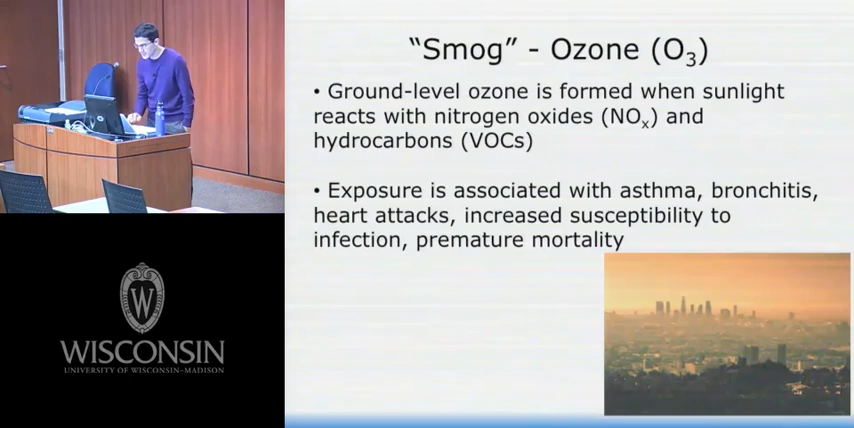 “Smog” - Ozone (O₃)
• Ground-level ozone is formed when sunlight
reacts with nitrogen oxides (NOₓ) and
hydrocarbons (VOCs)
• Exposure is associated with asthma, bronchitis,
heart attacks, increased susceptibility to
infection, premature mortality
W
WISCONSIN
UNIVERSITY OF WISCONSIN–MADISON